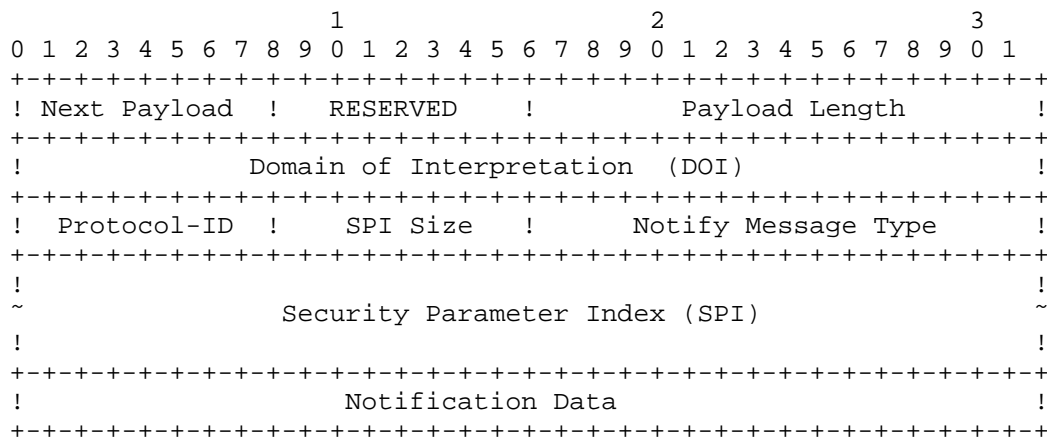 1                   2                   3
 0 1 2 3 4 5 6 7 8 9 0 1 2 3 4 5 6 7 8 9 0 1 2 3 4 5 6 7 8 9 0 1
+-+-+-+-+-+-+-+-+-+-+-+-+-+-+-+-+-+-+-+-+-+-+-+-+-+-+-+-+-+-+-+-+
! Next Payload  !   RESERVED    !         Payload Length        !
+-+-+-+-+-+-+-+-+-+-+-+-+-+-+-+-+-+-+-+-+-+-+-+-+-+-+-+-+-+-+-+-+
!              Domain of Interpretation  (DOI)                  !
+-+-+-+-+-+-+-+-+-+-+-+-+-+-+-+-+-+-+-+-+-+-+-+-+-+-+-+-+-+-+-+-+
!  Protocol-ID  !    SPI Size   !      Notify Message Type      !
+-+-+-+-+-+-+-+-+-+-+-+-+-+-+-+-+-+-+-+-+-+-+-+-+-+-+-+-+-+-+-+-+
!                                                               !
~                Security Parameter Index (SPI)                 ~
!                                                               !
+-+-+-+-+-+-+-+-+-+-+-+-+-+-+-+-+-+-+-+-+-+-+-+-+-+-+-+-+-+-+-+-+
!                    Notification Data                          !
+-+-+-+-+-+-+-+-+-+-+-+-+-+-+-+-+-+-+-+-+-+-+-+-+-+-+-+-+-+-+-+-+